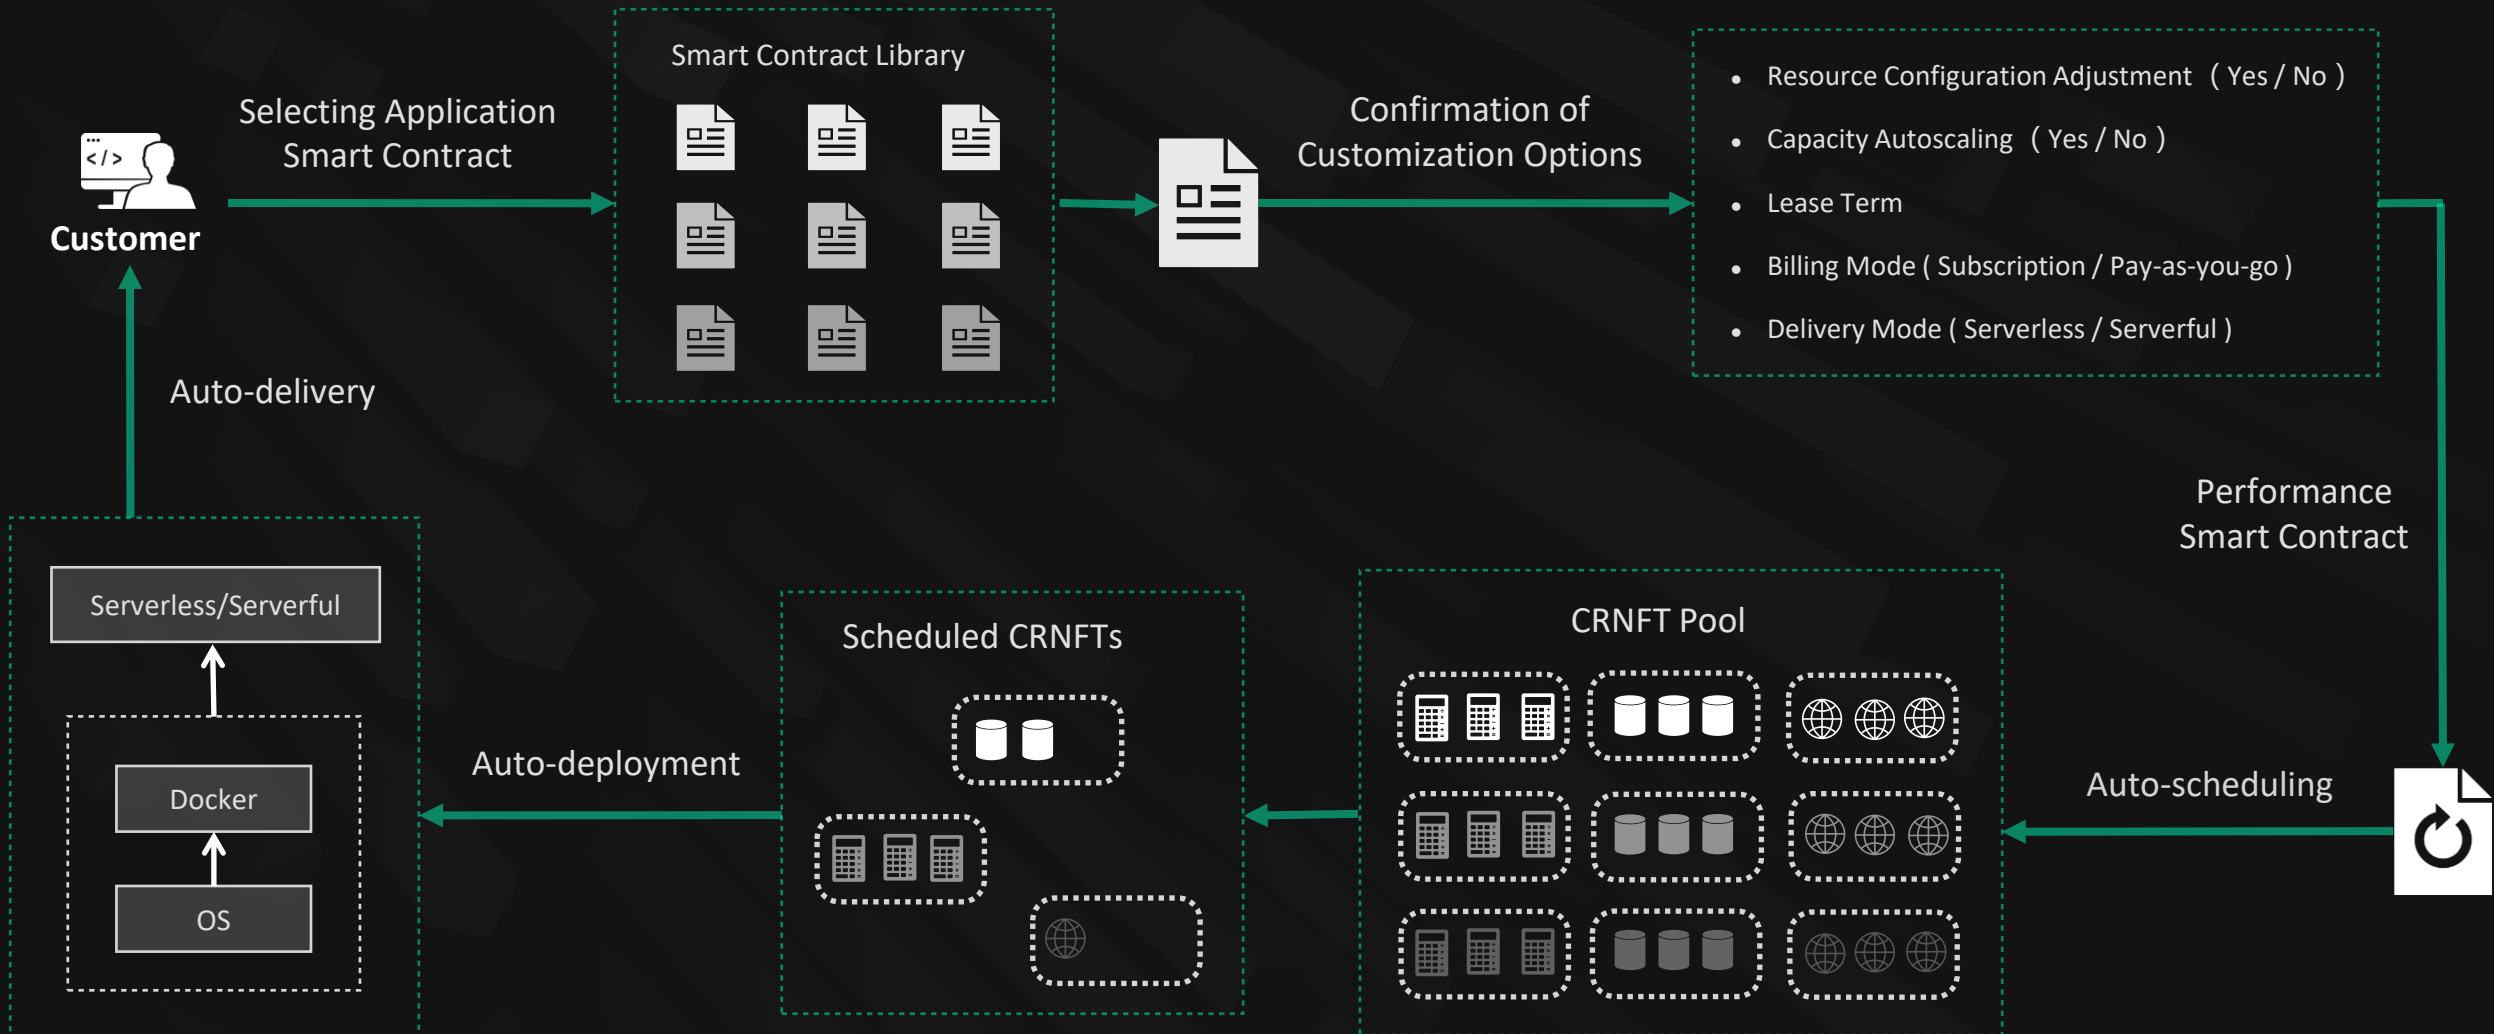 Smart Contract Library
Selecting Application
Smart Contract
</>
Customer
Confirmation of
Customization Options
Resource Configuration Adjustment ( Yes / No )
Capacity Autoscaling ( Yes / No )
Lease Term
Billing Mode ( Subscription / Pay-as-you-go )
Delivery Mode ( Serverless / Serverful )
Auto-delivery
Performance
Smart Contract
Serverless/Serverful
Docker
OS
Auto-deployment
Scheduled CRNFTs
CRNFT Pool
Auto-scheduling